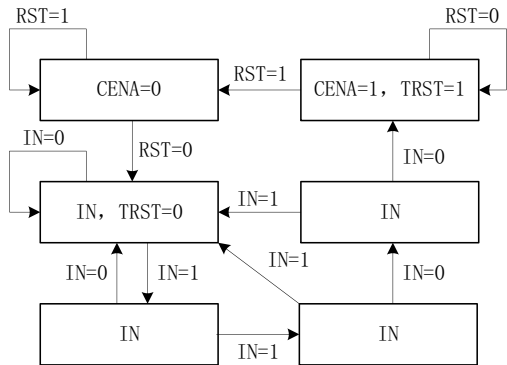 RST=1
RST=0
CENA=0
RST=1
CENA=1, TRST=1
IN=0
RST=0
IN=0
IN, TRST=0
IN=1
IN
IN=0
IN=1
IN=1
IN=0
IN
IN=1
IN